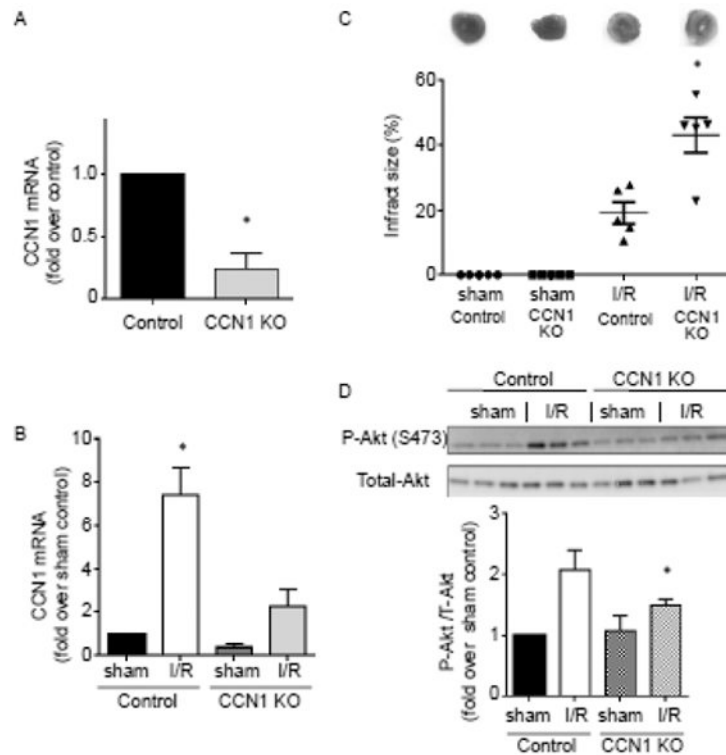 A
CCN1 mRNA
(fold over control)
1.0
0.5
0
*
Control CCN1 KO
B
CCN1 mRNA
(fold over sham control)
10
8
6
4
2
0
*
sham I/R sham I/R
Control CCN1 KO
C
Infract size (%)
60
40
20
0
*
sham sham I/R I/R
Control CCN1 Control CCN1
KO KO
D
Control CCN1 KO
sham | I/R | sham | I/R
P-Akt (S473)
Total-Akt
P-Akt /T-Akt
(fold over sham control)
3
2
1
0
*
sham I/R sham I/R
Control CCN1 KO